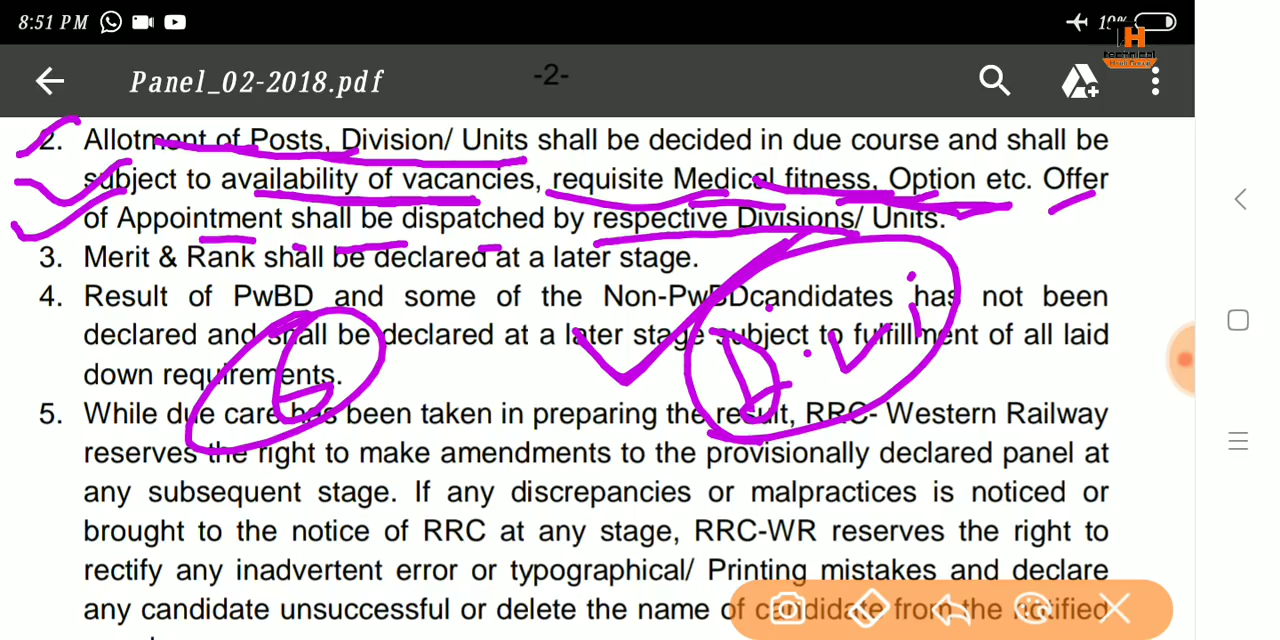 8:51 PM 19%
H
technical
Panel_02-2018.pdf -2-
2. Allotment of Posts, Division/ Units shall be decided in due course and shall be
subject to availability of vacancies, requisite Medical fitness, Option etc. Offer
of Appointment shall be dispatched by respective Divisions/ Units.
3. Merit & Rank shall be declared at a later stage.
4. Result of PwBD and some of the Non-PwBDcandidates has not been
declared and shall be declared at a later stage subject to fulfillment of all laid
down requirements.
5. While due care has been taken in preparing the result, RRC- Western Railway
reserves the right to make amendments to the provisionally declared panel at
any subsequent stage. If any discrepancies or malpractices is noticed or
brought to the notice of RRC at any stage, RRC-WR reserves the right to
rectify any inadvertent error or typographical/ Printing mistakes and declare
any candidate unsuccessful or delete the name of candidate from the notified